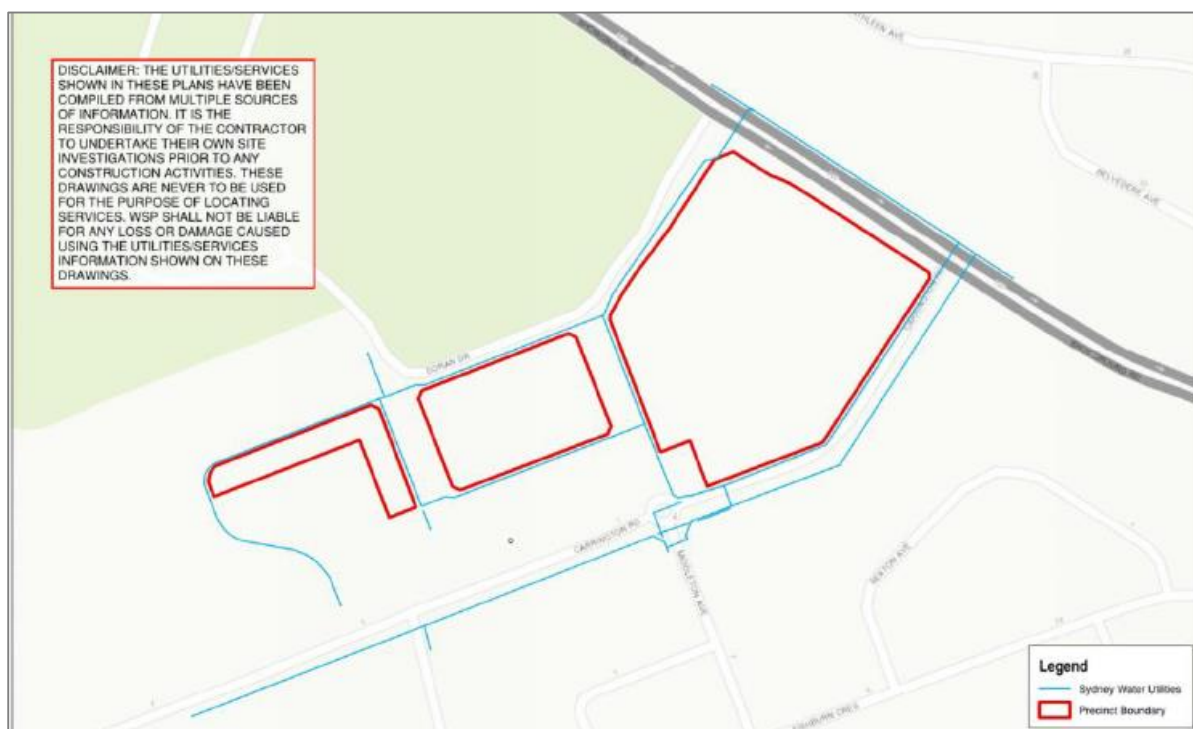 DISCLAIMER: THE UTILITIES/SERVICES
SHOWN IN THESE PLANS HAVE BEEN
COMPILED FROM MULTIPLE SOURCES
OF INFORMATION. IT IS THE
RESPONSIBILITY OF THE CONTRACTOR
TO UNDERTAKE THEIR OWN SITE
INVESTIGATIONS PRIOR TO ANY
CONSTRUCTION ACTIVITIES. THESE
DRAWINGS ARE NEVER TO BE USED
FOR THE PURPOSE OF LOCATING
SERVICES. WSP SHALL NOT BE LIABLE
FOR ANY LOSS OR DAMAGE CAUSED
USING THE UTILITIES/SERVICES
INFORMATION SHOWN ON THESE
DRAWINGS.
BELVEDERE AVE
DORAN DR
CARRINGTON RD
MIDDLETON AVE
SEXTON AVE
ASHBURN CRES
Legend
Sydney Water Utilities
Precinct Boundary